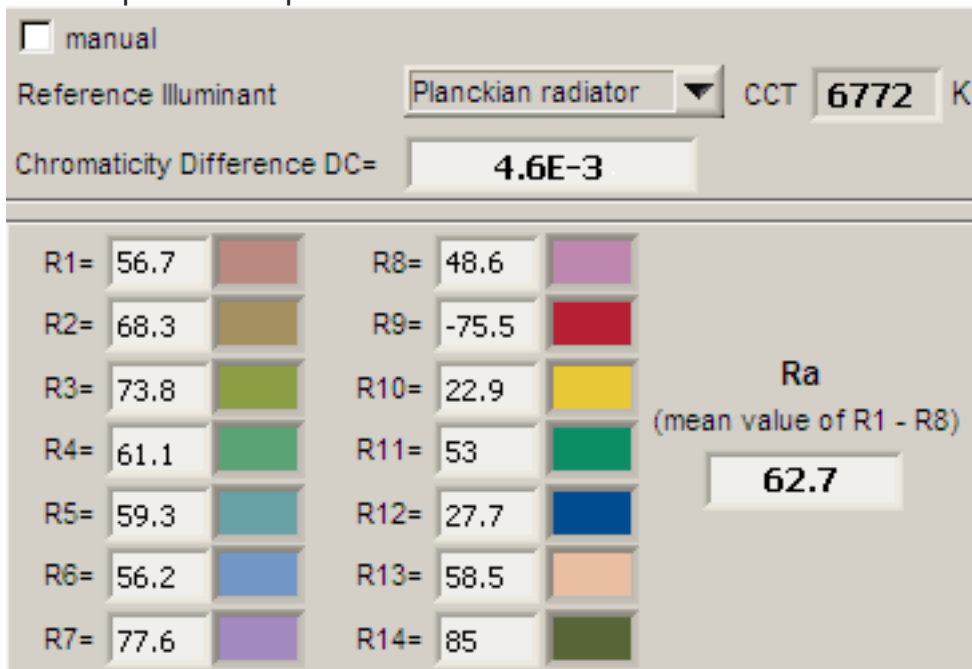 manual
Reference Illuminant Planckian radiator CCT 6772 K
Chromaticity Difference DC= 4.6E-3
R1= 56.7 R8= 48.6
R2= 68.3 R9= -75.5
R3= 73.8 R10= 22.9
Ra
(mean value of R1 - R8)
R4= 61.1 R11= 53
62.7
R5= 59.3 R12= 27.7
R6= 56.2 R13= 58.5
R7= 77.6 R14= 85